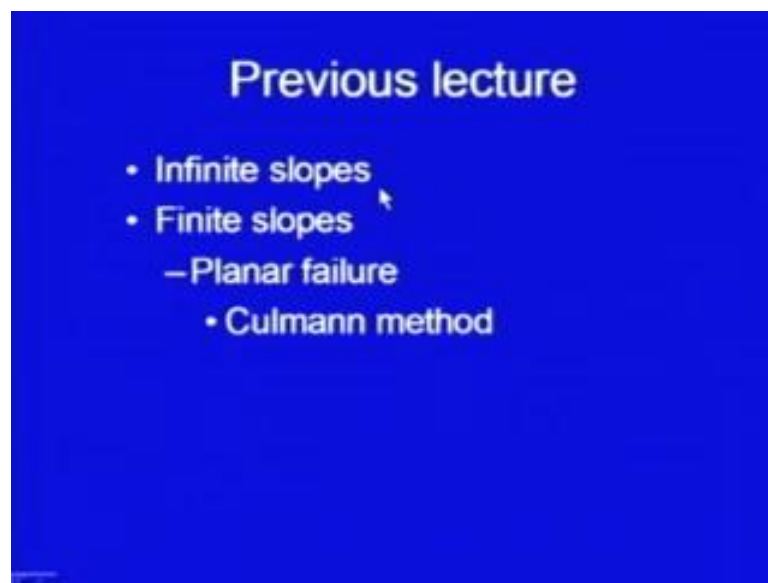 Previous lecture
• Infinite slopes
• Finite slopes
–Planar failure
• Culmann method